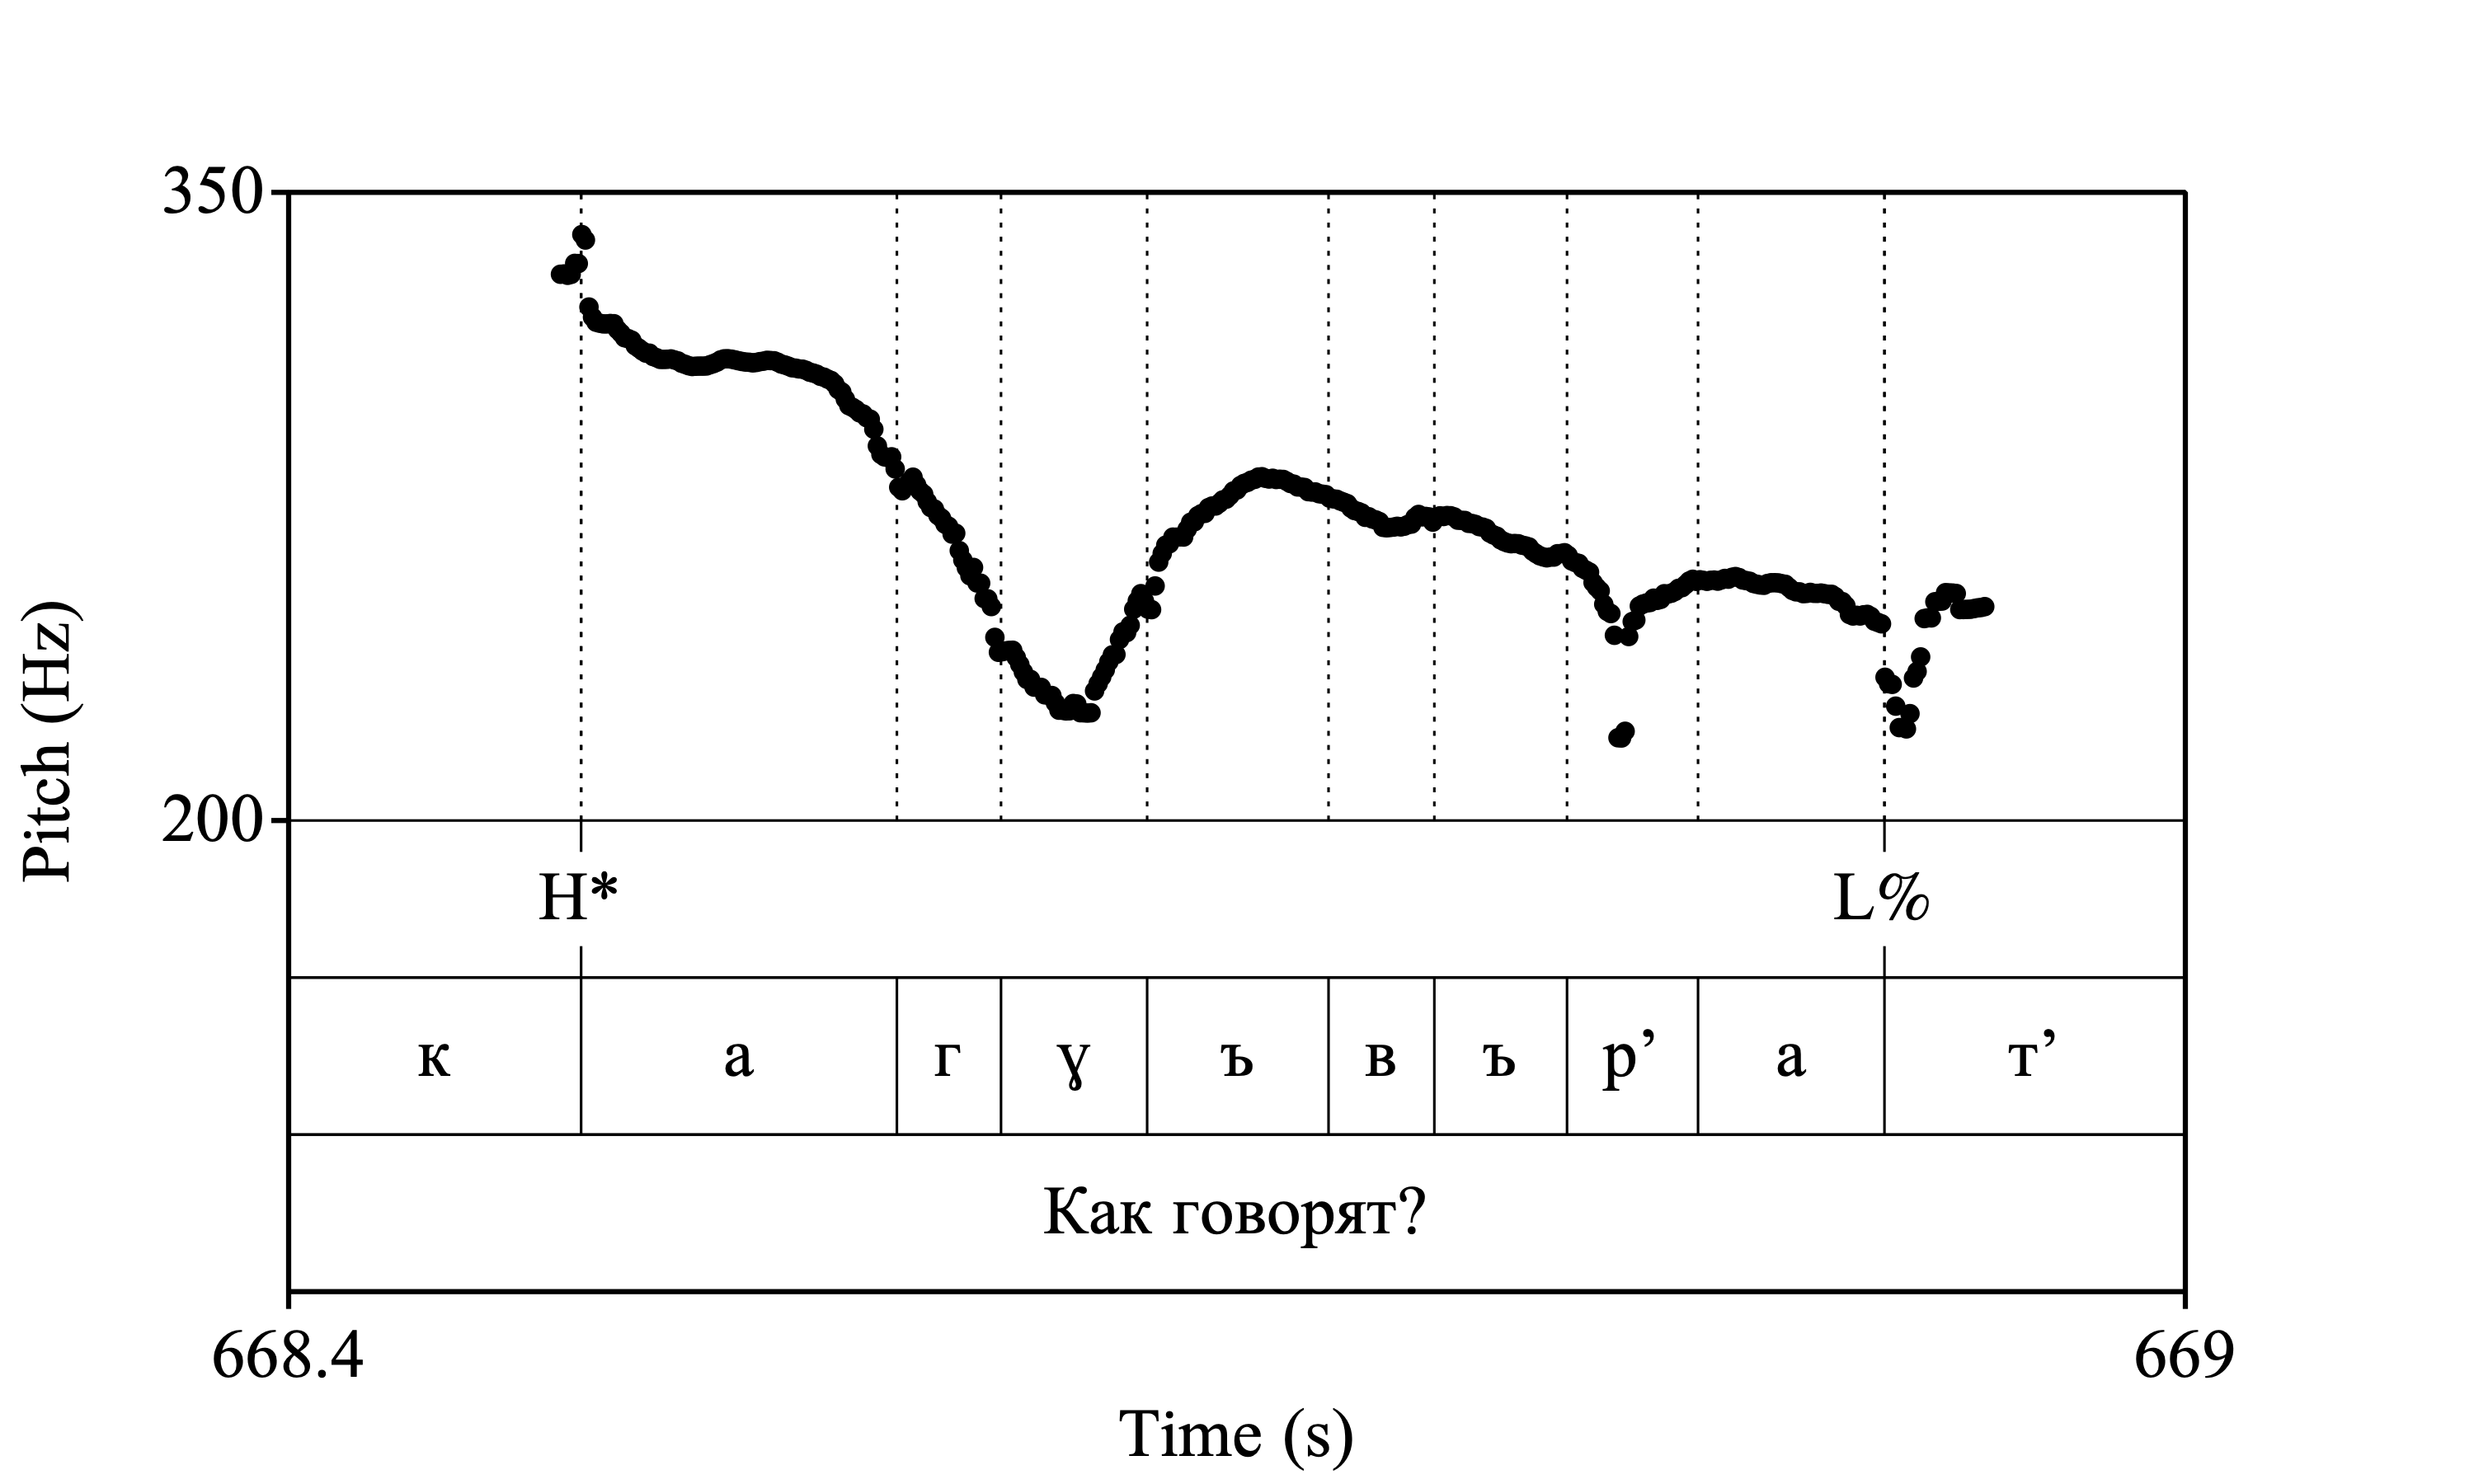 350
Pitch (Hz)
200
H* L%
к а г ɣ ъ в ъ р’ а т’
Как говорят?
668.4 669
Time (s)